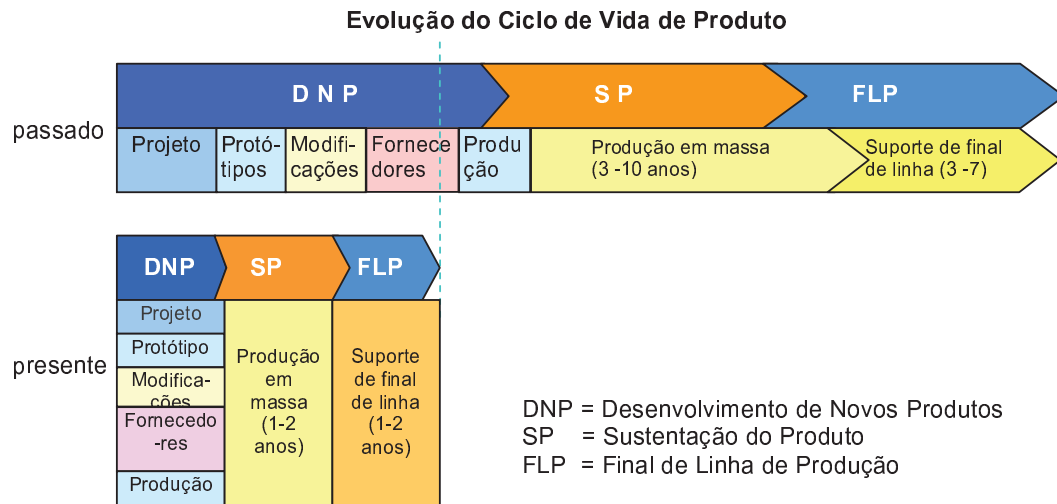 Evolução do Ciclo de Vida de Produto
D N P
S P
FLP
passado
Projeto
Protó-
tipos
Modifi-
cações
Fornece
dores
Produ
ção
Produção em massa
(3 -10 anos)
Suporte de final
de linha (3 -7)
DNP
SP
FLP
presente
Projeto
Protótipo
Modifica-
ções
Fornecedo
-res
Produção
Produção
em
massa
(1-2
anos)
Suporte
de final
de linha
(1-2
anos)
DNP = Desenvolvimento de Novos Produtos
SP = Sustentação do Produto
FLP = Final de Linha de Produção